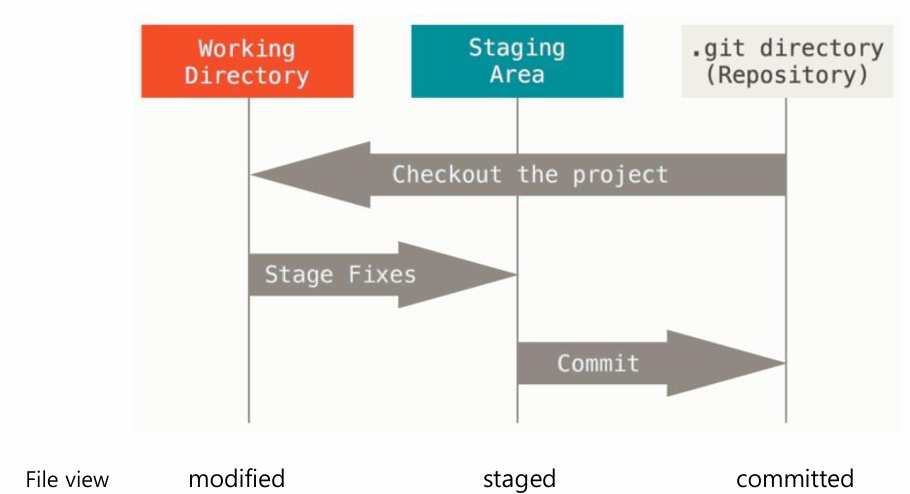 Working
Directory
Staging
Area
.git directory
(Repository)
Checkout the project
Stage Fixes
Commit
File view
modified
staged
committed